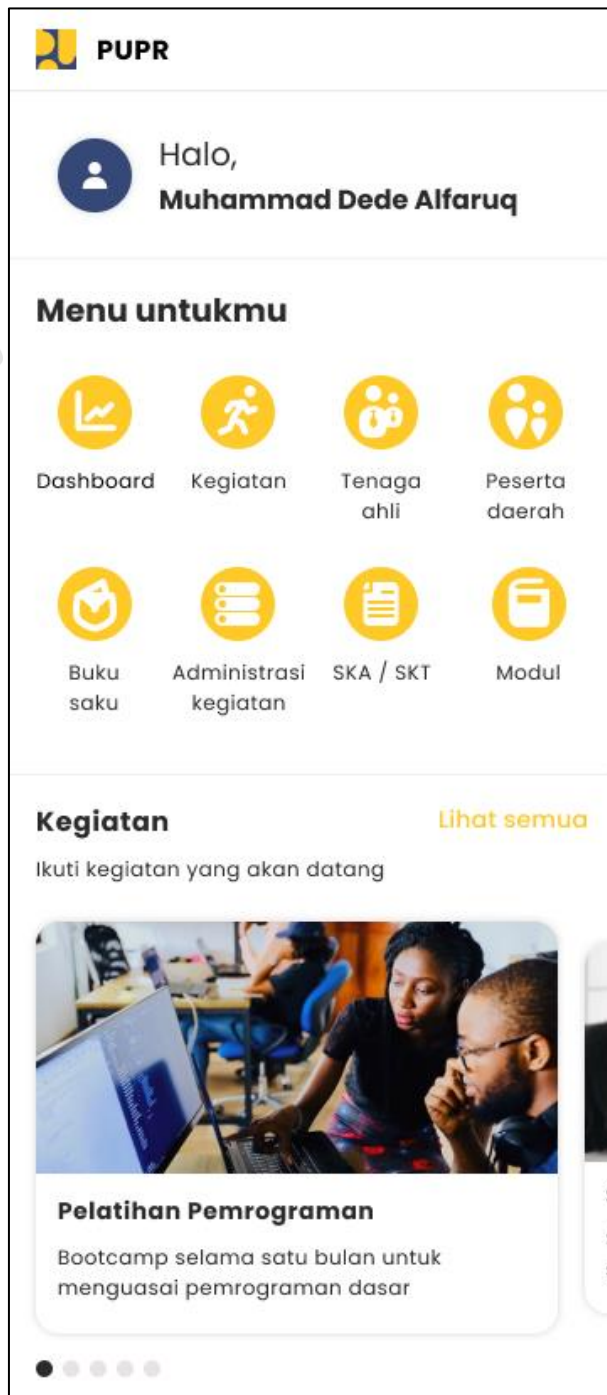 PUPR
Halo,
Muhammad Dede Alfaruq
Menu untukmu
Dashboard
Kegiatan
Tenaga
ahli
Peserta
daerah
Buku
saku
Administrasi
kegiatan
SKA / SKT
Modul
Kegiatan
Lihat semua
Ikuti kegiatan yang akan datang
Pelatihan Pemrograman
Bootcamp selama satu bulan untuk
menguasai pemrograman dasar